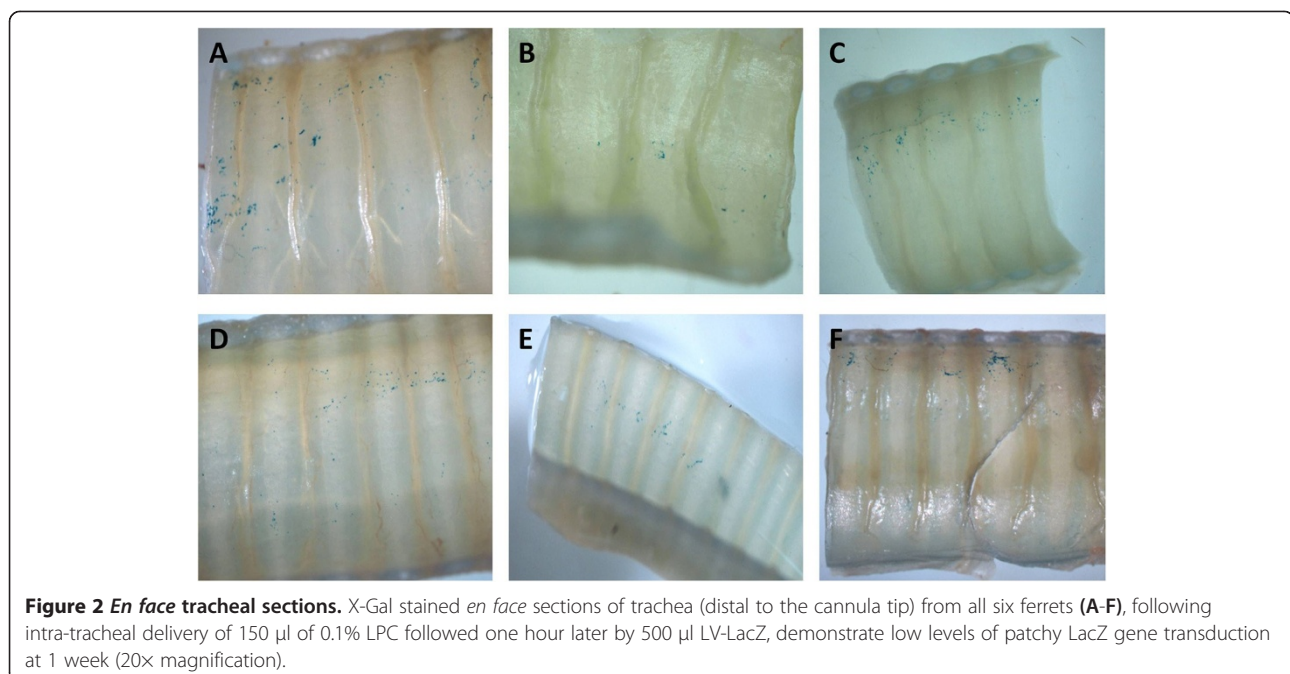 A
B
C
D
E
F
Figure 2 En face tracheal sections. X-Gal stained en face sections of trachea (distal to the cannula tip) from all six ferrets (A-F), following
intra-tracheal delivery of 150 μl of 0.1% LPC followed one hour later by 500 μl LV-LacZ, demonstrate low levels of patchy LacZ gene transduction
at 1 week (20× magnification).